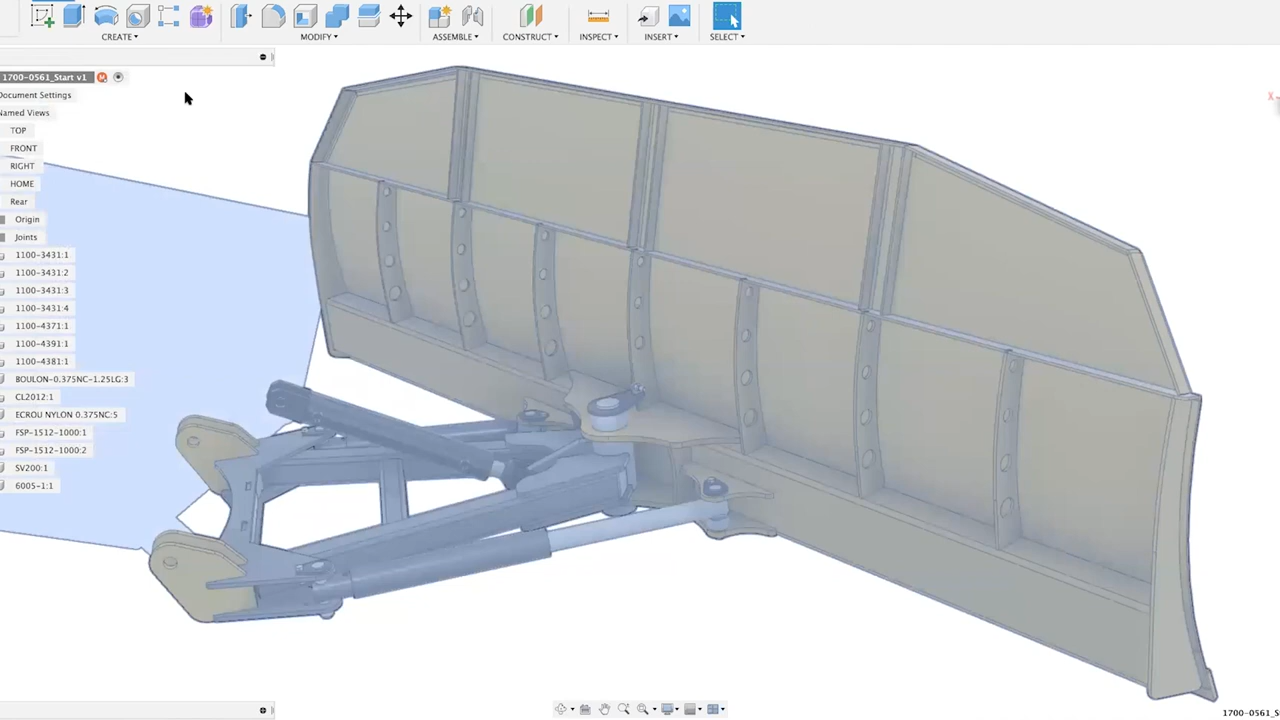 CREATE▾ MODIFY▾ ASSEMBLE▾ CONSTRUCT▾ INSPECT▾ INSERT▾ SELECT▾
1700-0561_Start v1
Document Settings
Named Views
TOP
FRONT
RIGHT
HOME
Rear
Origin
Joints
1100-3431:1
1100-3431:2
1100-3431:3
1100-3431:4
1100-4371:1
1100-4391:1
1100-4381:1
BOULON-0.375NC-1.25LG:3
CL2012:1
ECROU NYLON 0.375NC:5
FSP-1512-1000:1
FSP-1512-1000:2
SV200:1
6005-1:1
X
1700-0561_S